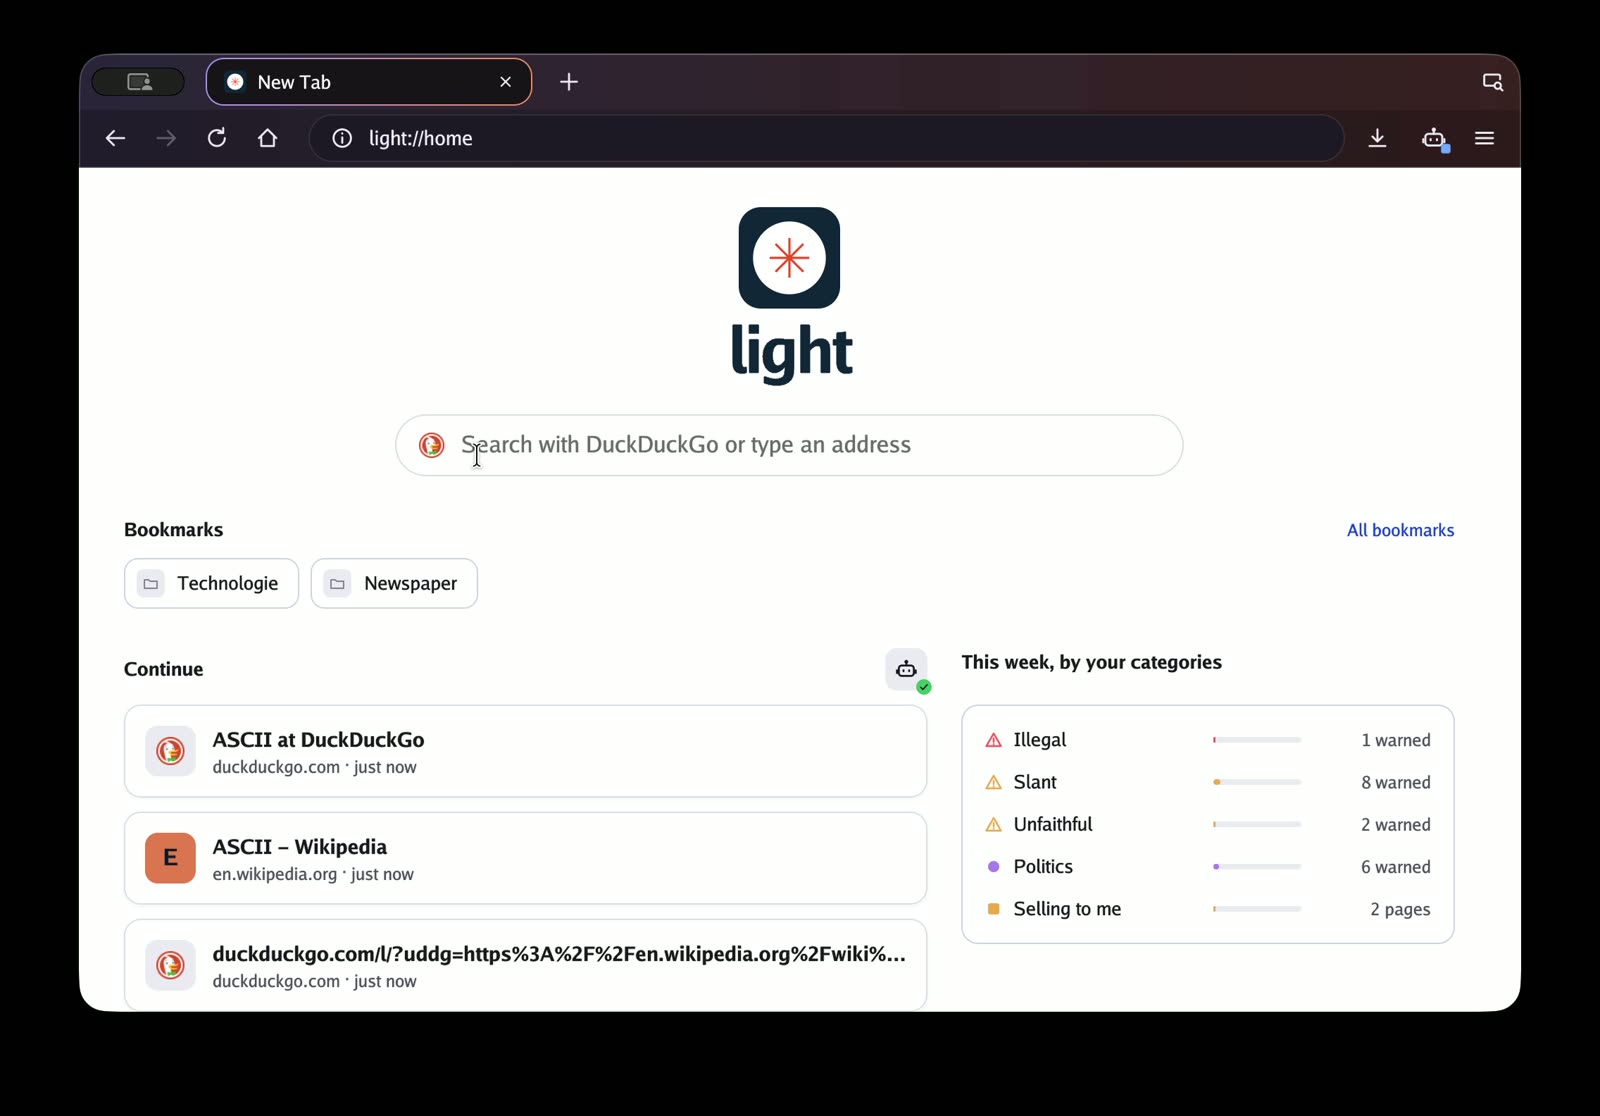 New Tab
light://home
light
Search with DuckDuckGo or type an address
Bookmarks
All bookmarks
Technologie
Newspaper
Continue
ASCII at DuckDuckGo
duckduckgo.com · just now
E
ASCII – Wikipedia
en.wikipedia.org · just now
duckduckgo.com/l/?uddg=https%3A%2F%2Fen.wikipedia.org%2Fwiki%...
duckduckgo.com · just now
This week, by your categories
Illegal 1 warned
Slant 8 warned
Unfaithful 2 warned
Politics 6 warned
Selling to me 2 pages